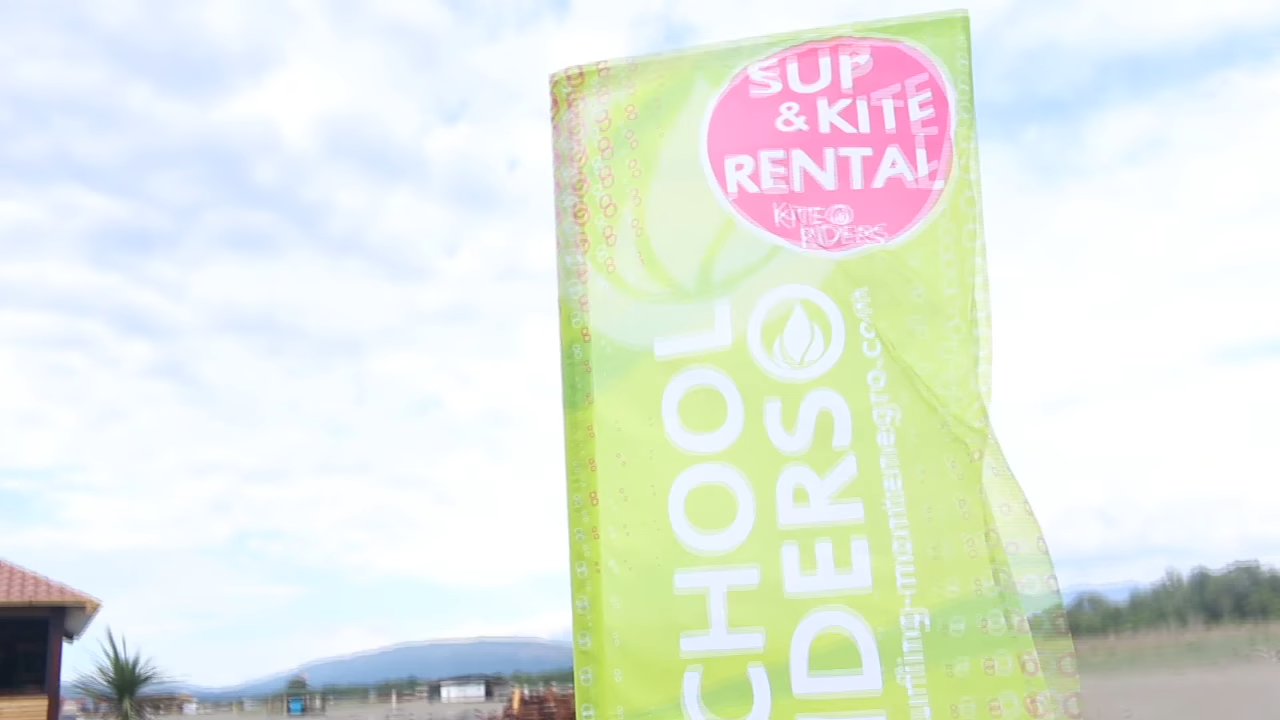 SUP
& KITE
RENTAL
KITE
RIDERS
CHOOL
IDERS